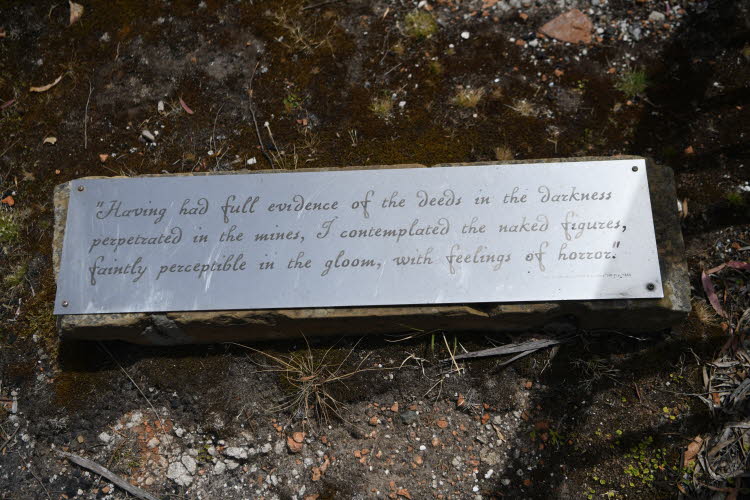 "Having had full evidence of the deeds in the darkness
perpetrated in the mines, I contemplated the naked figures,
faintly perceptible in the gloom, with feelings of horror."